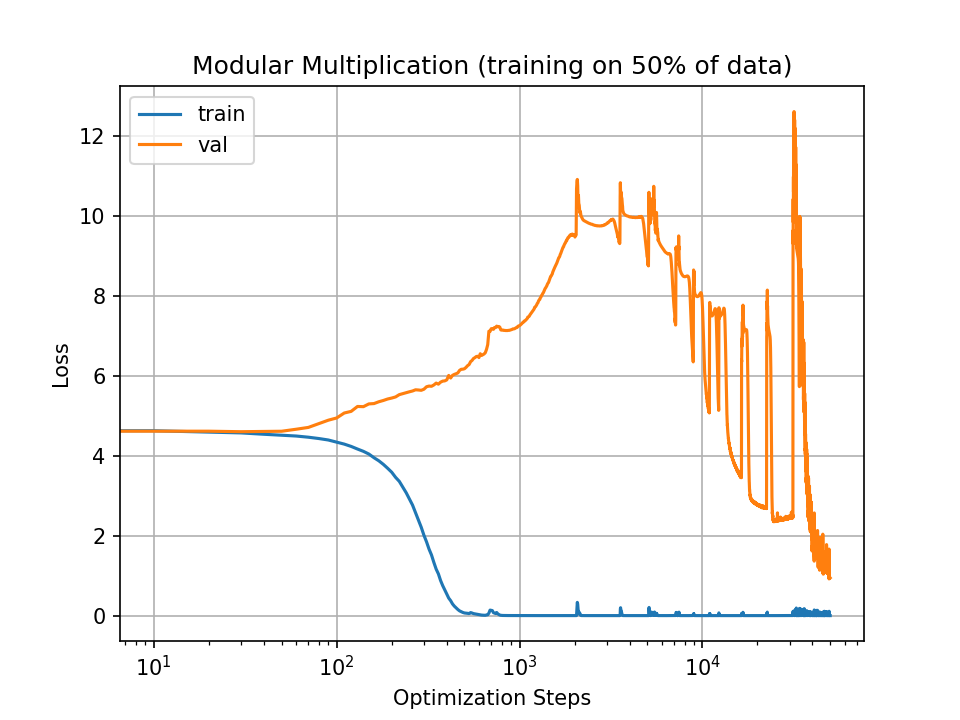 Modular Multiplication (training on 50% of data)
train
val
Loss
12
10
8
6
4
2
0
10¹ 10² 10³ 10⁴
Optimization Steps